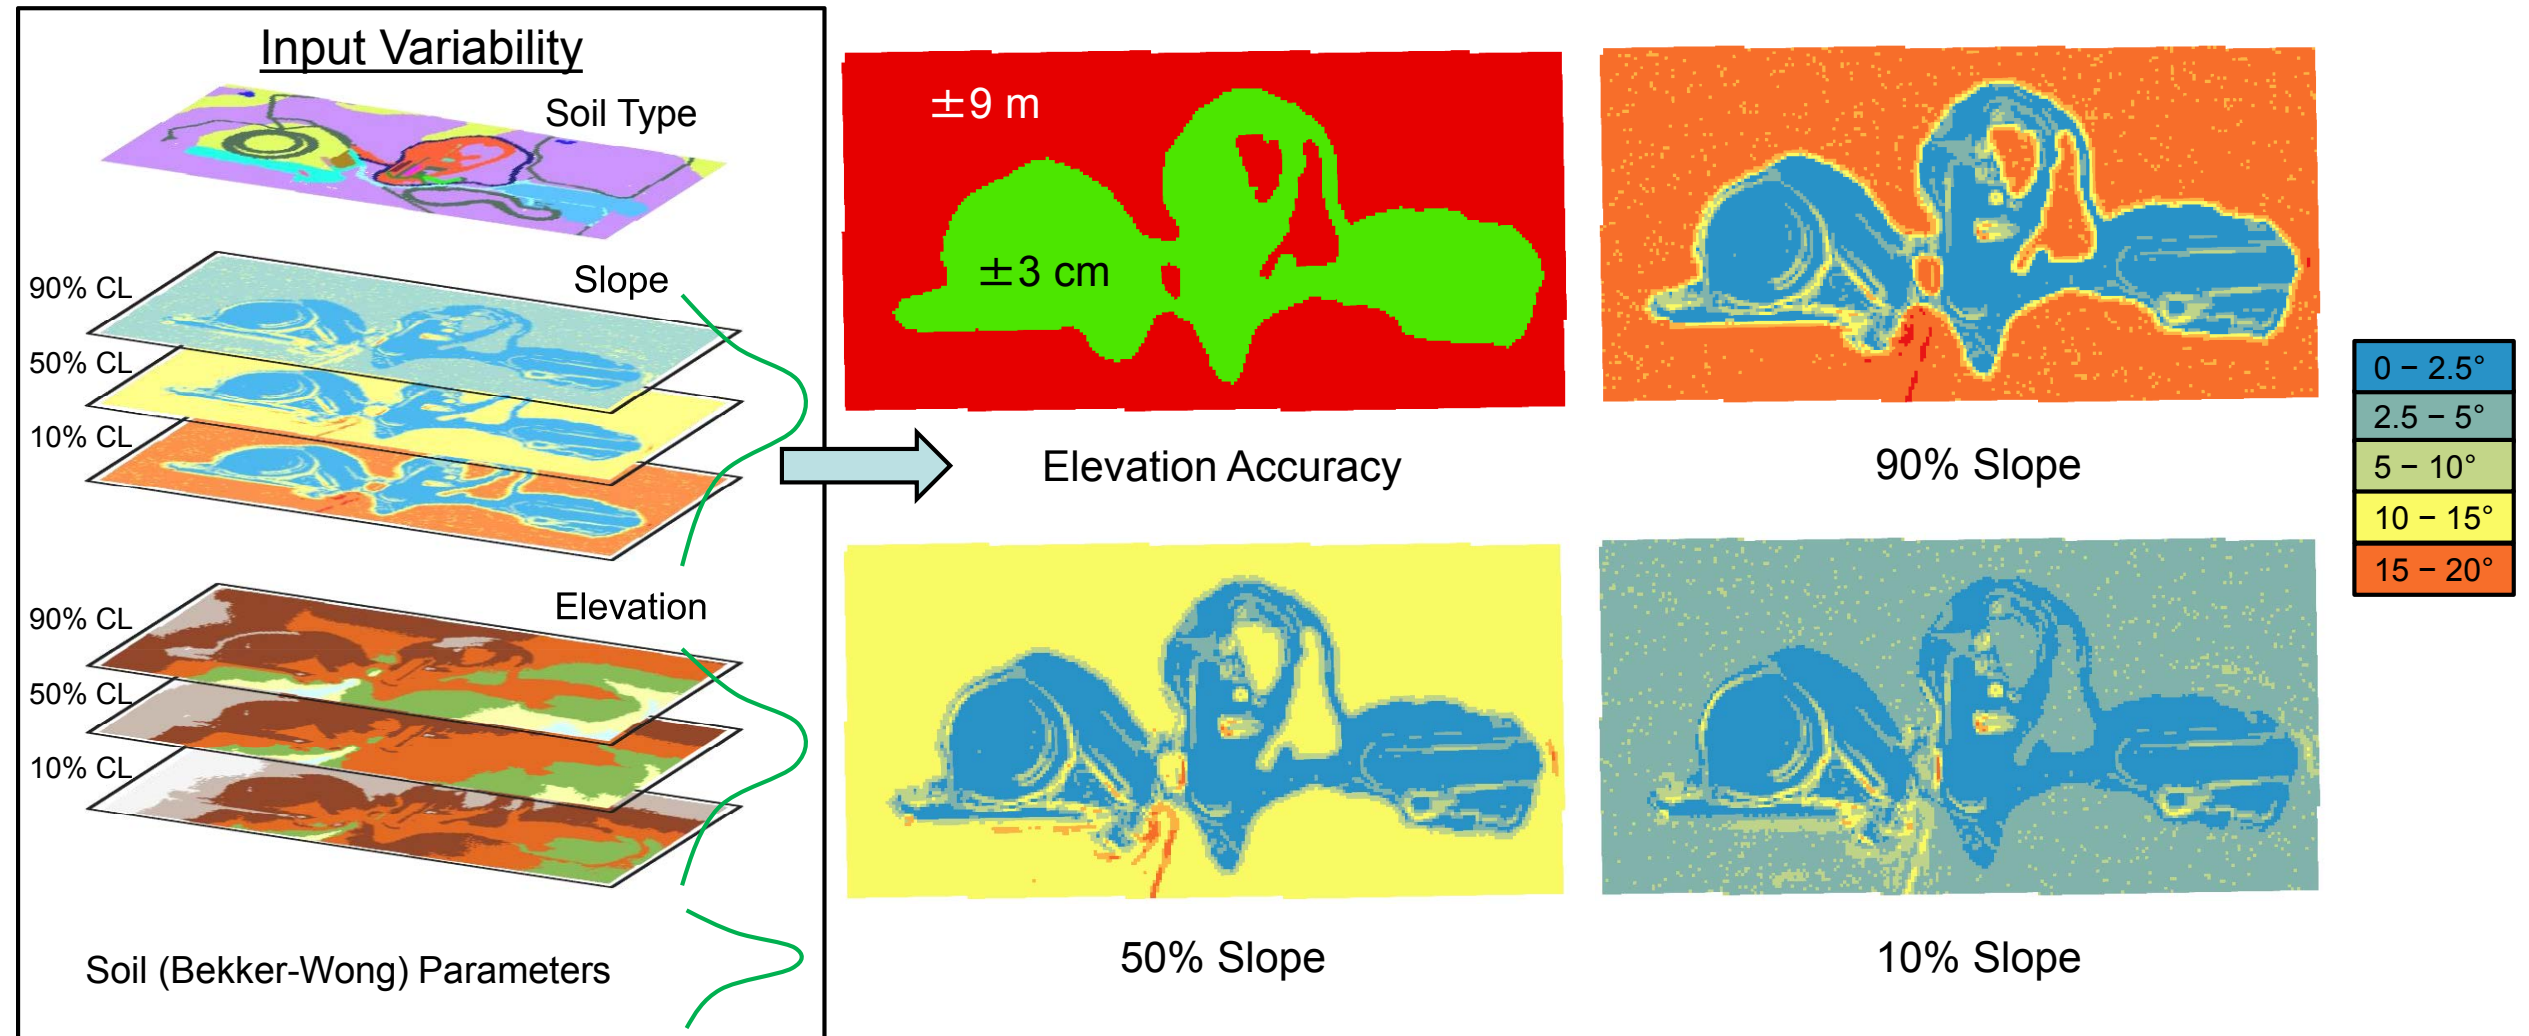 Input Variability
Soil Type
Slope
90% CL
50% CL
10% CL
Elevation
90% CL
50% CL
10% CL
Soil (Bekker-Wong) Parameters
±9 m
±3 cm
Elevation Accuracy
90% Slope
50% Slope
10% Slope
0 − 2.5°
2.5 − 5°
5 − 10°
10 − 15°
15 − 20°